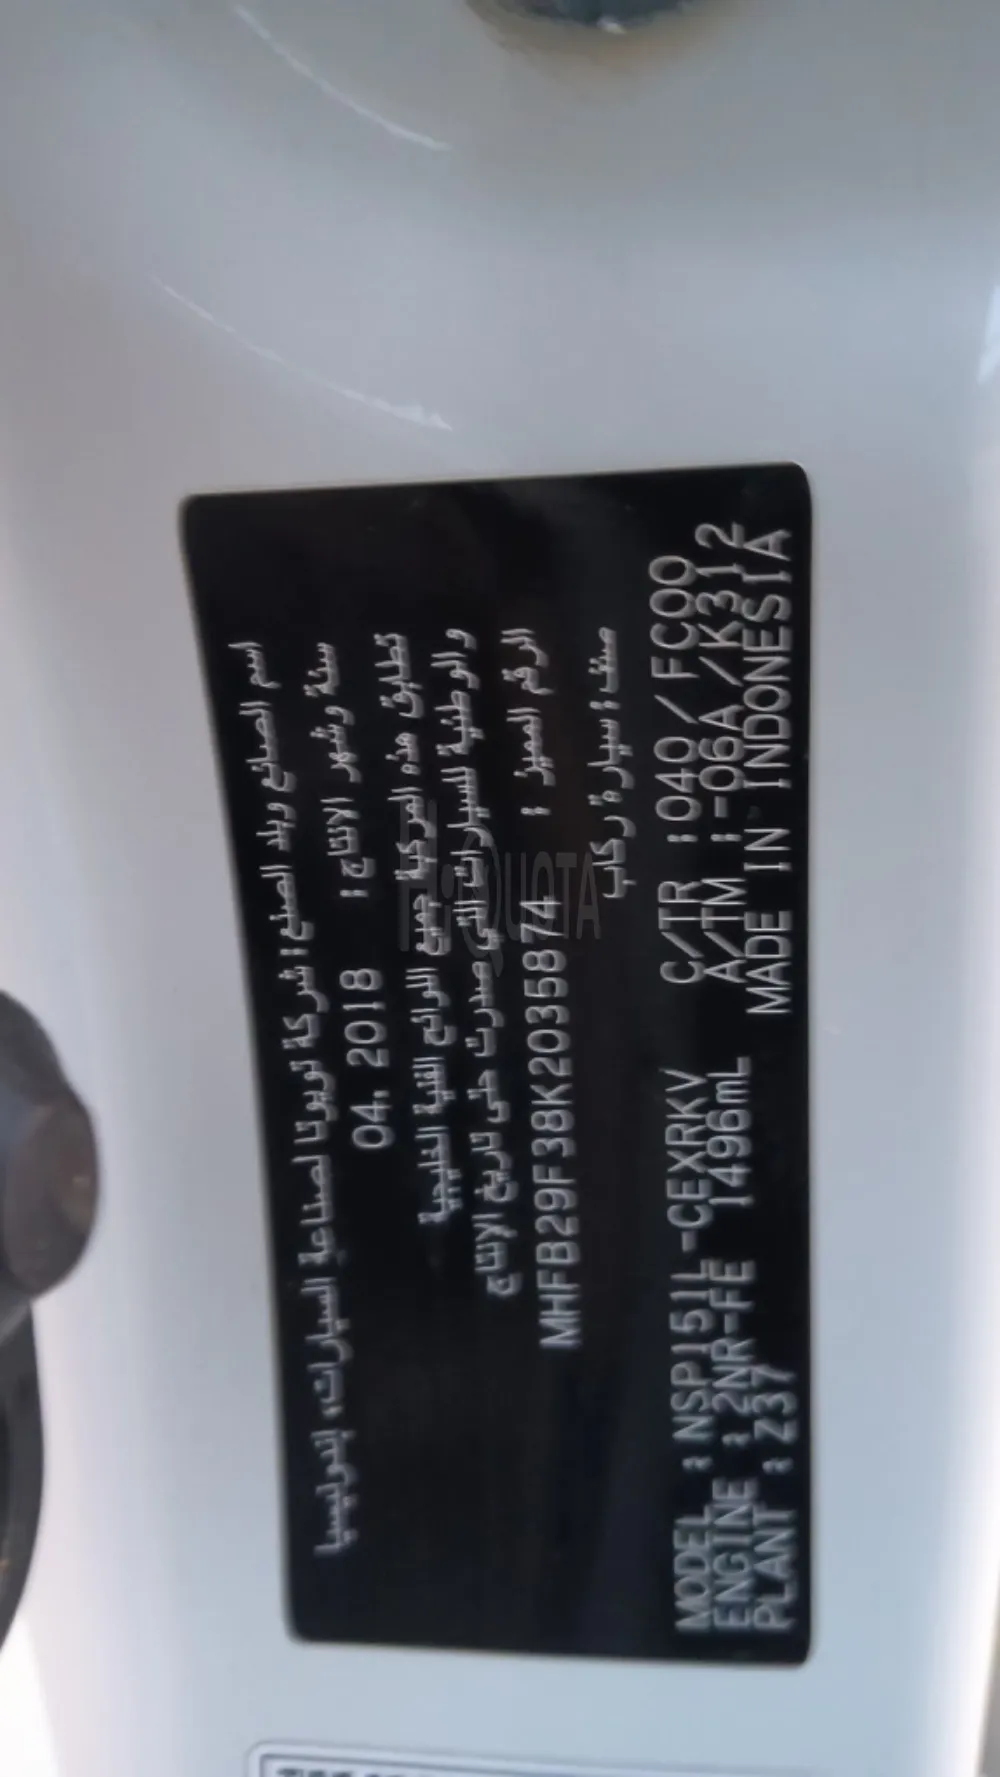 اسم الصانع وبلد الصنع: شركة تويوتا لصناعة السيارات، إندونيسيا
سنة وشهر الانتاج: 04. 2018
تطابق هذه المركبة جميع اللوائح الفنية الخليجية
والوطنية للسيارات التي صدرت حتى تاريخ الانتاج
الرقم المميز: MHFB29F38K2035874
صنف: سيارة ركاب
MODEL : NSP151L-CEXRKV C/TR :040/FC00
ENGINE : 2NR-FE 1496mL A/TM :-06A/K312
PLANT : Z37 MADE IN INDONESIA
HiQUOTA